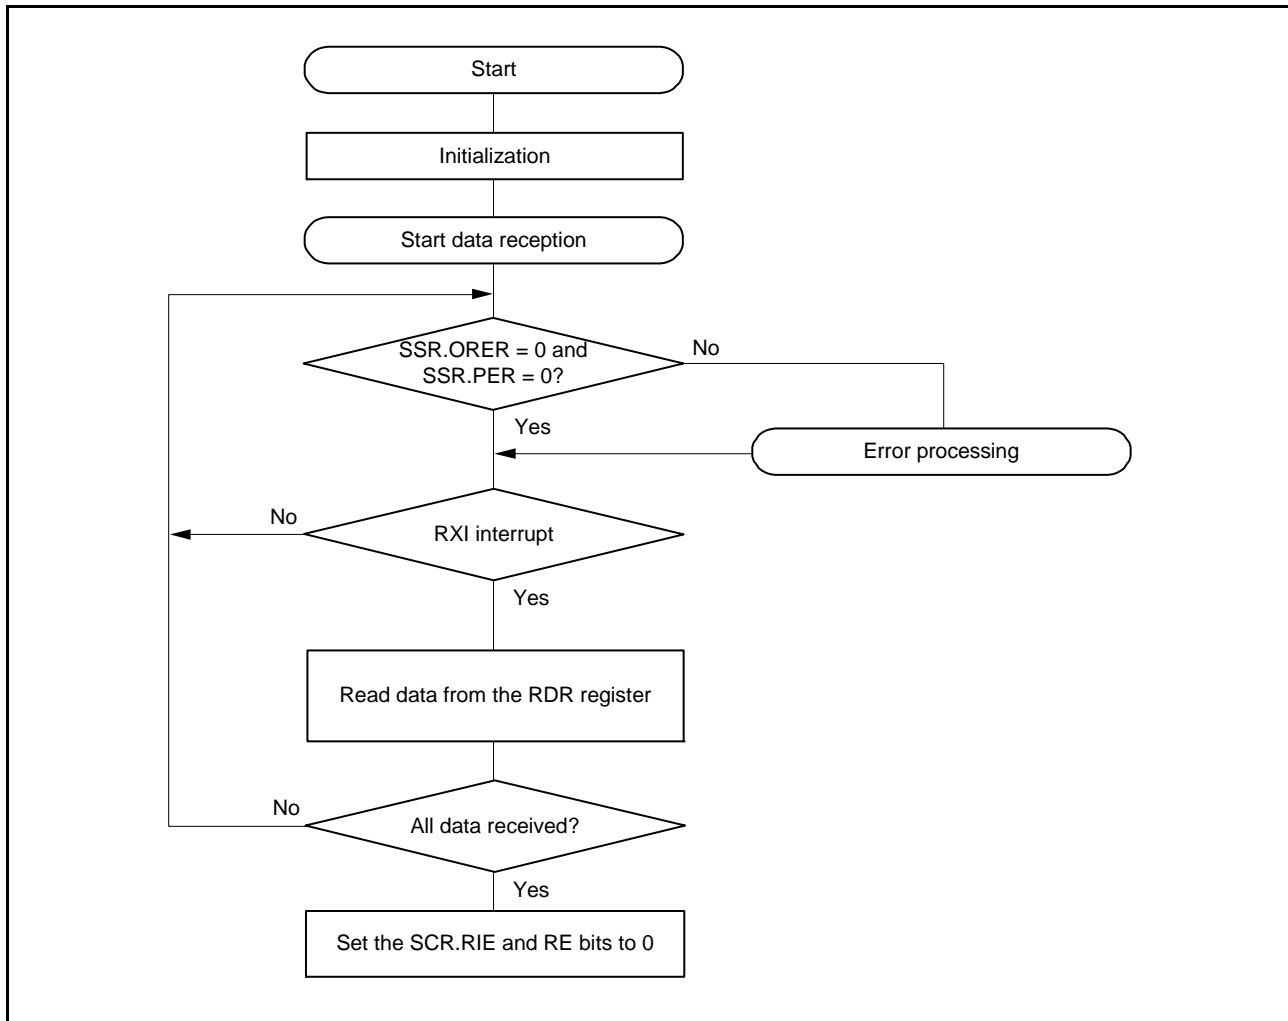 Start
Initialization
Start data reception
SSR.ORER = 0 and
SSR.PER = 0?
No
Yes
Error processing
No
RXI interrupt
Yes
Read data from the RDR register
No
All data received?
Yes
Set the SCR.RIE and RE bits to 0